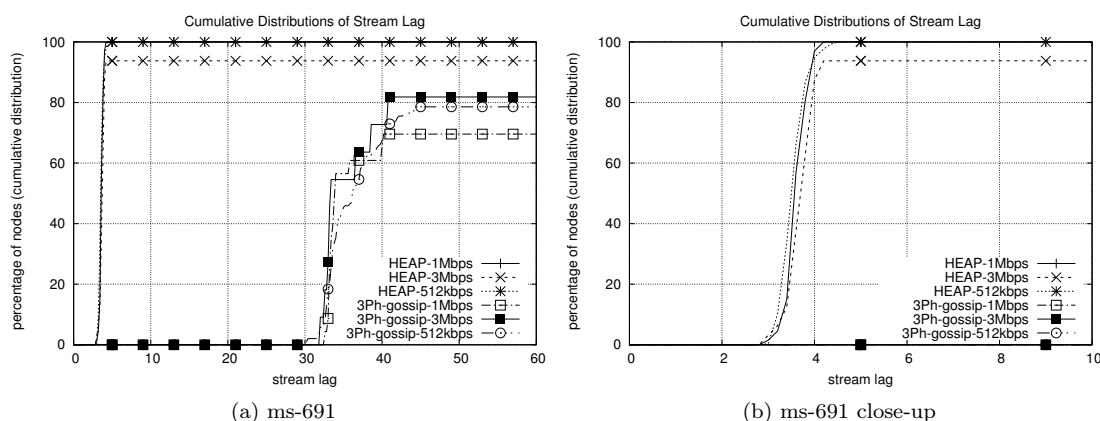 Cumulative Distributions of Stream Lag
percentage of nodes (cumulative distribution)
100
80
60
40
20
0
HEAP-1Mbps
HEAP-3Mbps
HEAP-512kbps
3Ph-gossip-1Mbps
3Ph-gossip-3Mbps
3Ph-gossip-512kbps
0 10 20 30 40 50 60
stream lag
(a) ms-691
Cumulative Distributions of Stream Lag
percentage of nodes (cumulative distribution)
100
80
60
40
20
0
HEAP-1Mbps
HEAP-3Mbps
HEAP-512kbps
3Ph-gossip-1Mbps
3Ph-gossip-3Mbps
3Ph-gossip-512kbps
0 2 4 6 8 10
stream lag
(b) ms-691 close-up